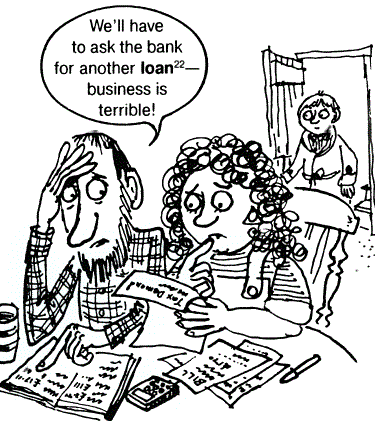 We'll have
to ask the bank
for another loan²²—
business is
terrible!
Tax Demand
BILL